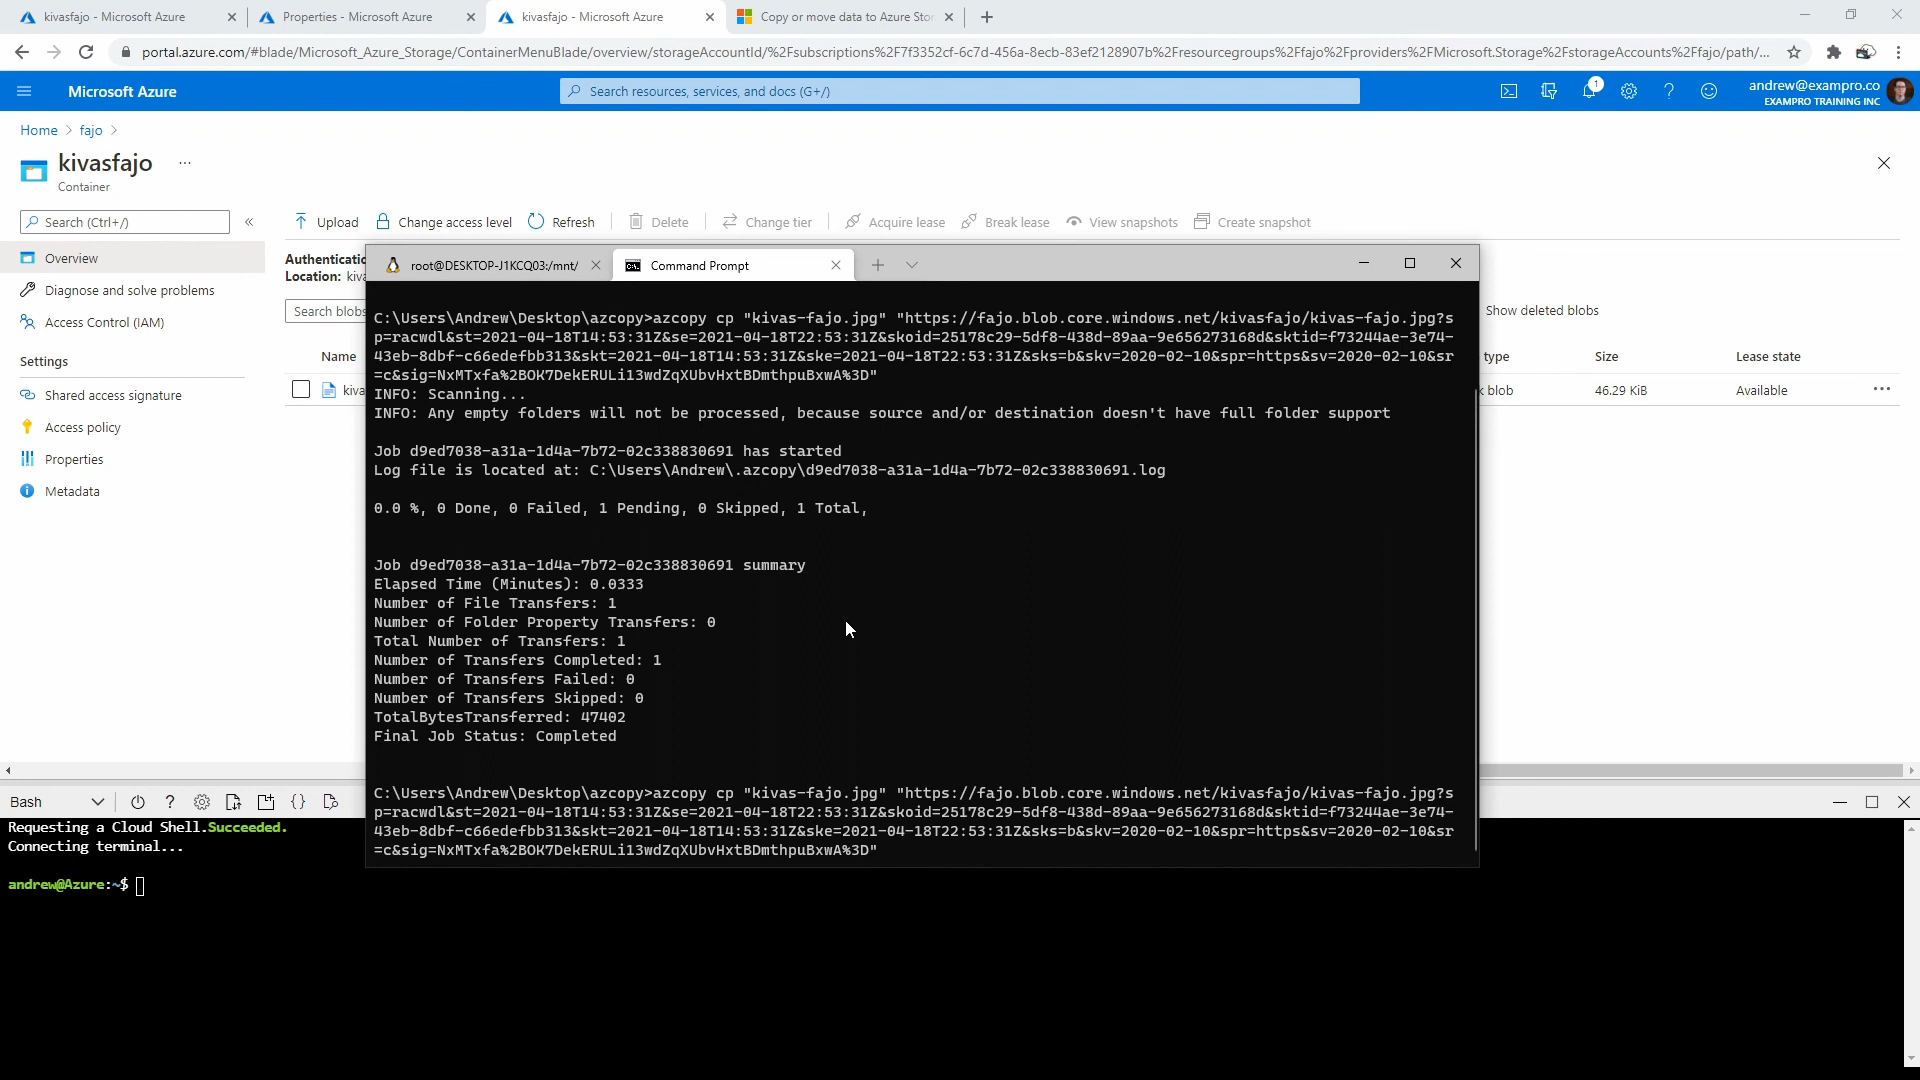 kivasfajo - Microsoft Azure
Properties - Microsoft Azure
kivasfajo - Microsoft Azure
Copy or move data to Azure Stor
portal.azure.com/#blade/Microsoft_Azure_Storage/ContainerMenuBlade/overview/storageAccountId/%2Fsubscriptions%2F7f3352cf-6c7d-456a-8ecb-83ef2128907b%2Fresourcegroups%2Ffajo%2Fproviders%2FMicrosoft.Storage%2FstorageAccounts%2Ffajo/path/...
Microsoft Azure
Search resources, services, and docs (G+/)
1
andrew@exampro.co
EXAMPRO TRAINING INC
Home > fajo >
kivasfajo ...
Container
Search (Ctrl+/)
«
Upload
Change access level
Refresh
Delete
Change tier
Acquire lease
Break lease
View snapshots
Create snapshot
Overview
Diagnose and solve problems
Access Control (IAM)
Settings
Shared access signature
Access policy
Properties
Metadata
Authenticatio
Location: kiva
Search blobs
Show deleted blobs
Name
type
Size
Lease state
kiva
k blob
46.29 KiB
Available
...
root@DESKTOP-J1KCQ03:/mnt/
Command Prompt
C:\Users\Andrew\Desktop\azcopy>azcopy cp "kivas-fajo.jpg" "https://fajo.blob.core.windows.net/kivasfajo/kivas-fajo.jpg?s
p=racwdl&st=2021-04-18T14:53:31Z&se=2021-04-18T22:53:31Z&skoid=25178c29-5df8-438d-89aa-9e656273168d&sktid=f73244ae-3e74-
43eb-8dbf-c66edefbb313&skt=2021-04-18T14:53:31Z&ske=2021-04-18T22:53:31Z&sks=b&skv=2020-02-10&spr=https&sv=2020-02-10&sr
=c&sig=NxMTxfa%2BOK7DekERULi13wdZqXUbvHxtBDmthpuBxwA%3D"
INFO: Scanning...
INFO: Any empty folders will not be processed, because source and/or destination doesn't have full folder support
Job d9ed7038-a31a-1d4a-7b72-02c338830691 has started
Log file is located at: C:\Users\Andrew\.azcopy\d9ed7038-a31a-1d4a-7b72-02c338830691.log
0.0 %, 0 Done, 0 Failed, 1 Pending, 0 Skipped, 1 Total,
Job d9ed7038-a31a-1d4a-7b72-02c338830691 summary
Elapsed Time (Minutes): 0.0333
Number of File Transfers: 1
Number of Folder Property Transfers: 0
Total Number of Transfers: 1
Number of Transfers Completed: 1
Number of Transfers Failed: 0
Number of Transfers Skipped: 0
TotalBytesTransferred: 47402
Final Job Status: Completed
C:\Users\Andrew\Desktop\azcopy>azcopy cp "kivas-fajo.jpg" "https://fajo.blob.core.windows.net/kivasfajo/kivas-fajo.jpg?s
p=racwdl&st=2021-04-18T14:53:31Z&se=2021-04-18T22:53:31Z&skoid=25178c29-5df8-438d-89aa-9e656273168d&sktid=f73244ae-3e74-
43eb-8dbf-c66edefbb313&skt=2021-04-18T14:53:31Z&ske=2021-04-18T22:53:31Z&sks=b&skv=2020-02-10&spr=https&sv=2020-02-10&sr
=c&sig=NxMTxfa%2BOK7DekERULi13wdZqXUbvHxtBDmthpuBxwA%3D"
Bash
Requesting a Cloud Shell.Succeeded.
Connecting terminal...
andrew@Azure:~$